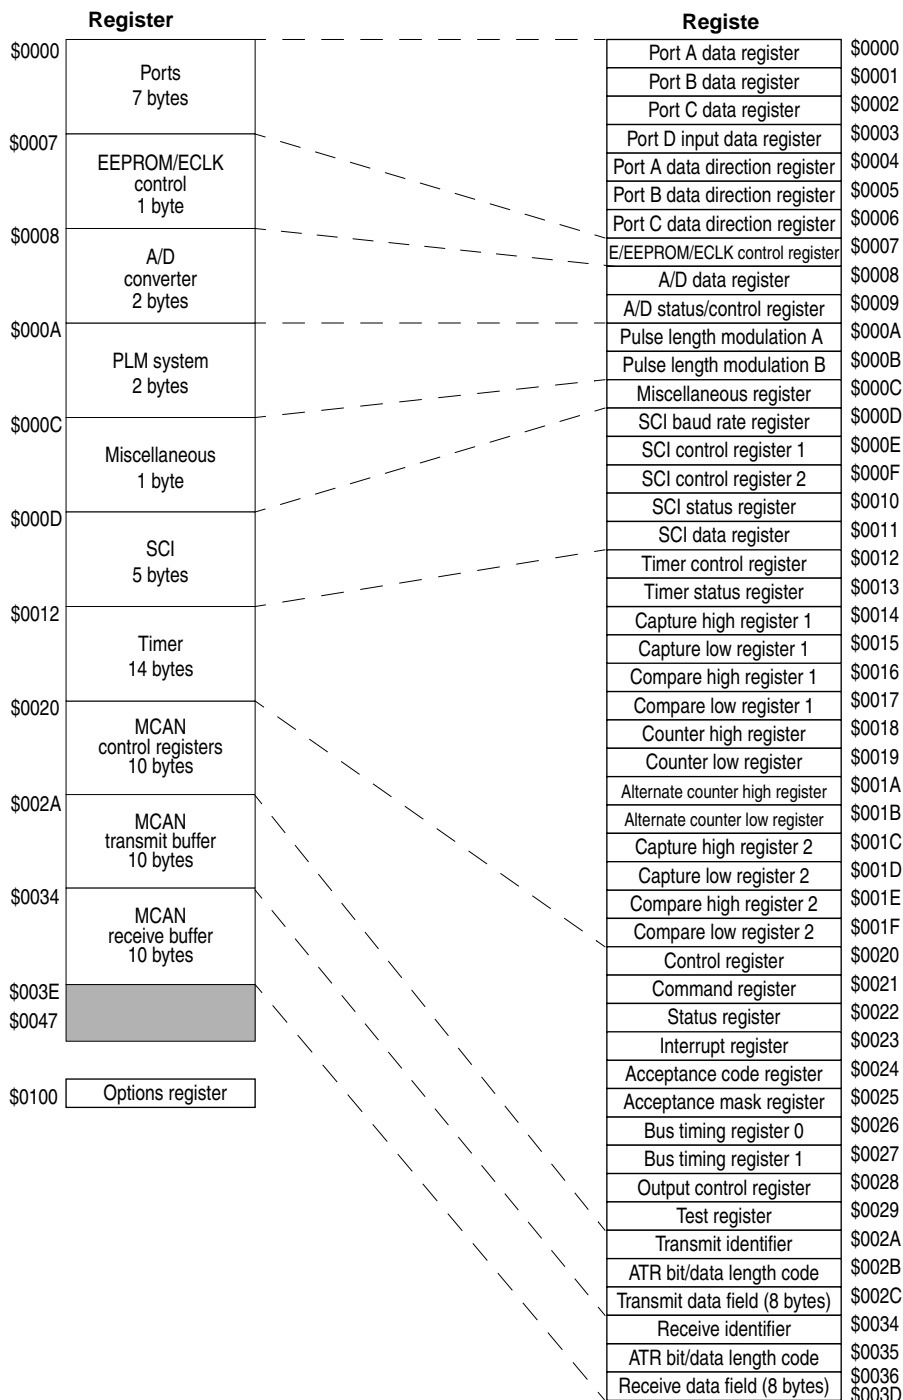 Register
$0000
Ports
7 bytes
$0007
EEPROM/ECLK
control
1 byte
$0008
A/D
converter
2 bytes
$000A
PLM system
2 bytes
$000C
Miscellaneous
1 byte
$000D
SCI
5 bytes
$0012
Timer
14 bytes
$0020
MCAN
control registers
10 bytes
$002A
MCAN
transmit buffer
10 bytes
$0034
MCAN
receive buffer
10 bytes
$003E
$0047
$0100 Options register
Registe
Port A data register $0000
Port B data register $0001
Port C data register $0002
Port D input data register $0003
Port A data direction register $0004
Port B data direction register $0005
Port C data direction register $0006
E/EEPROM/ECLK control register $0007
A/D data register $0008
A/D status/control register $0009
Pulse length modulation A $000A
Pulse length modulation B $000B
Miscellaneous register $000C
SCI baud rate register $000D
SCI control register 1 $000E
SCI control register 2 $000F
SCI status register $0010
SCI data register $0011
Timer control register $0012
Timer status register $0013
Capture high register 1 $0014
Capture low register 1 $0015
Compare high register 1 $0016
Compare low register 1 $0017
Counter high register $0018
Counter low register $0019
Alternate counter high register $001A
Alternate counter low register $001B
Capture high register 2 $001C
Capture low register 2 $001D
Compare high register 2 $001E
Compare low register 2 $001F
Control register $0020
Command register $0021
Status register $0022
Interrupt register $0023
Acceptance code register $0024
Acceptance mask register $0025
Bus timing register 0 $0026
Bus timing register 1 $0027
Output control register $0028
Test register $0029
Transmit identifier $002A
ATR bit/data length code $002B
Transmit data field (8 bytes) $002C
Receive identifier $0034
ATR bit/data length code $0035
Receive data field (8 bytes) $0036
$003D